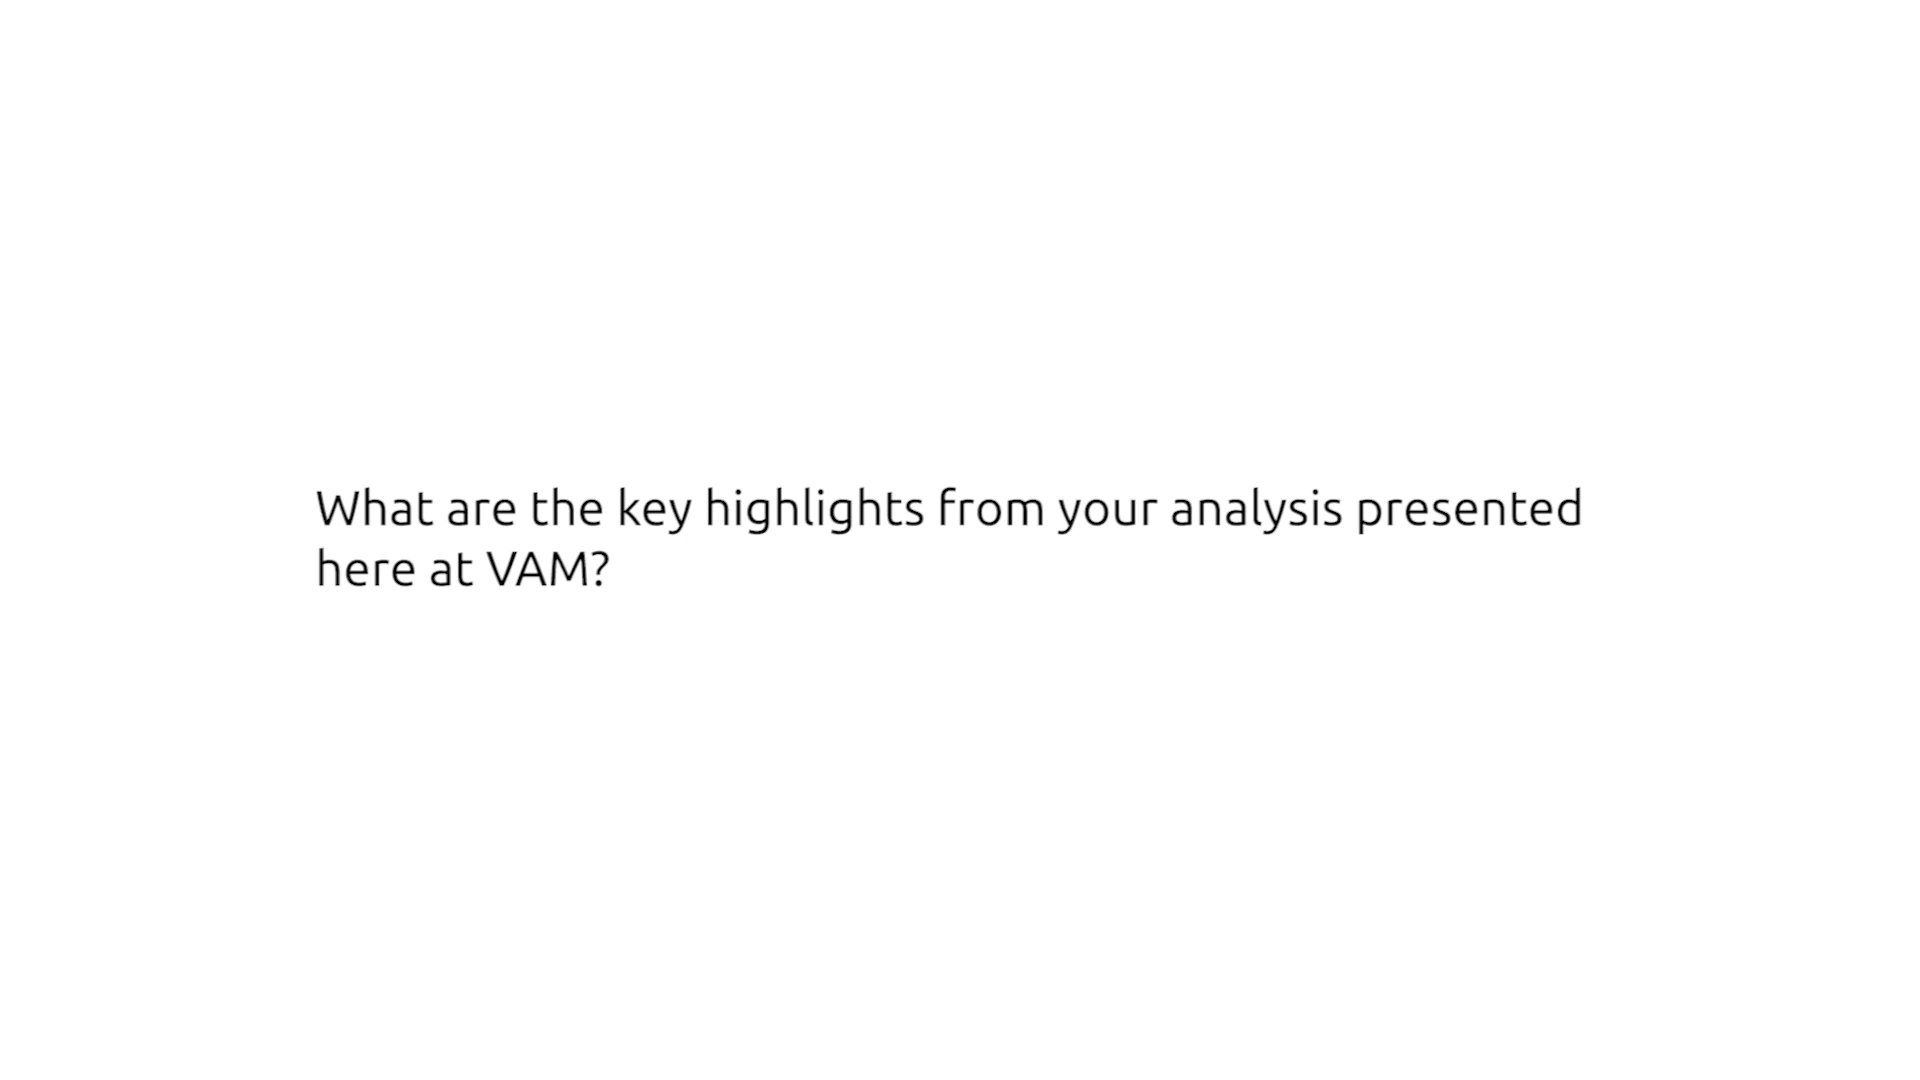 What are the key highlights from your analysis presented
here at VAM?